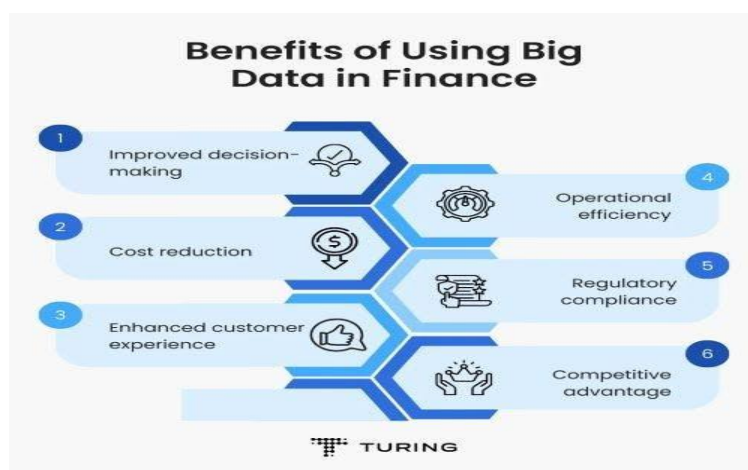 Benefits of Using Big
Data in Finance
1
Improved decision-
making
2
Cost reduction
$
3
Enhanced customer
experience
4
Operational
efficiency
5
Regulatory
compliance
6
Competitive
advantage
TURING